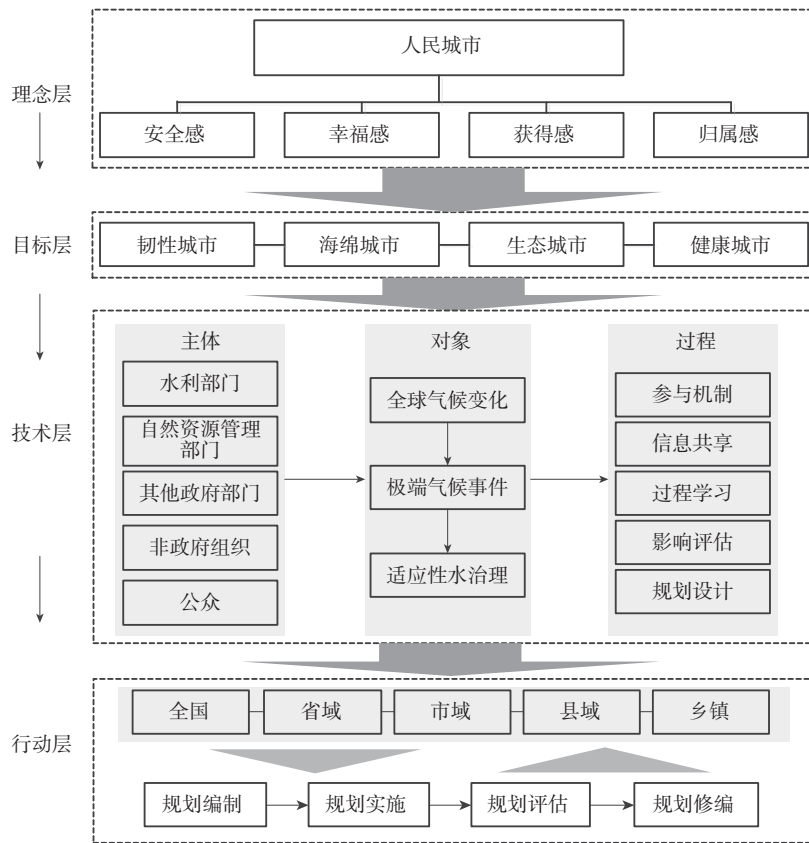 理念层
人民城市
安全感
幸福感
获得感
归属感
目标层
韧性城市
海绵城市
生态城市
健康城市
技术层
主体
水利部门
自然资源管理
部门
其他政府部门
非政府组织
公众
对象
全球气候变化
极端气候事件
适应性水治理
过程
参与机制
信息共享
过程学习
影响评估
规划设计
行动层
全国
省域
市域
县域
乡镇
规划编制
规划实施
规划评估
规划修编